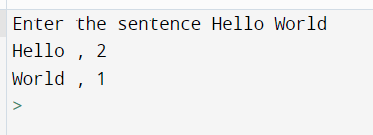 Enter the sentence Hello World
Hello , 2
World , 1
>